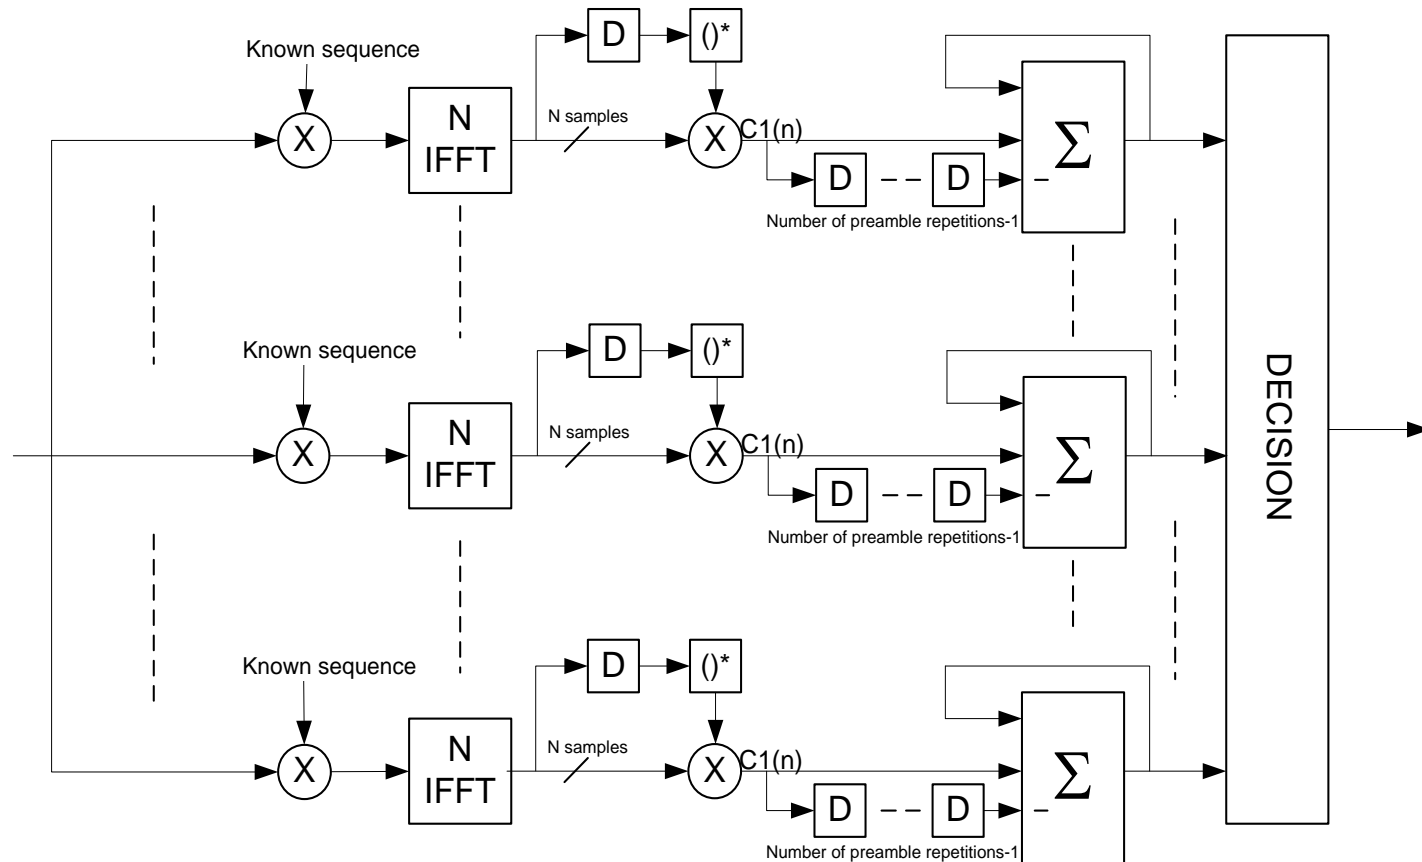 D
()*
Known sequence
N
IFFT
N samples
X
X
C1(n)
Σ
D
-- D
-
Number of preamble repetitions-1
D
()*
Known sequence
N
IFFT
N samples
X
X
C1(n)
Σ
D
-- D
-
Number of preamble repetitions-1
DECISION
D
()*
Known sequence
N
IFFT
N samples
X
X
C1(n)
Σ
D
-- D
-
Number of preamble repetitions-1